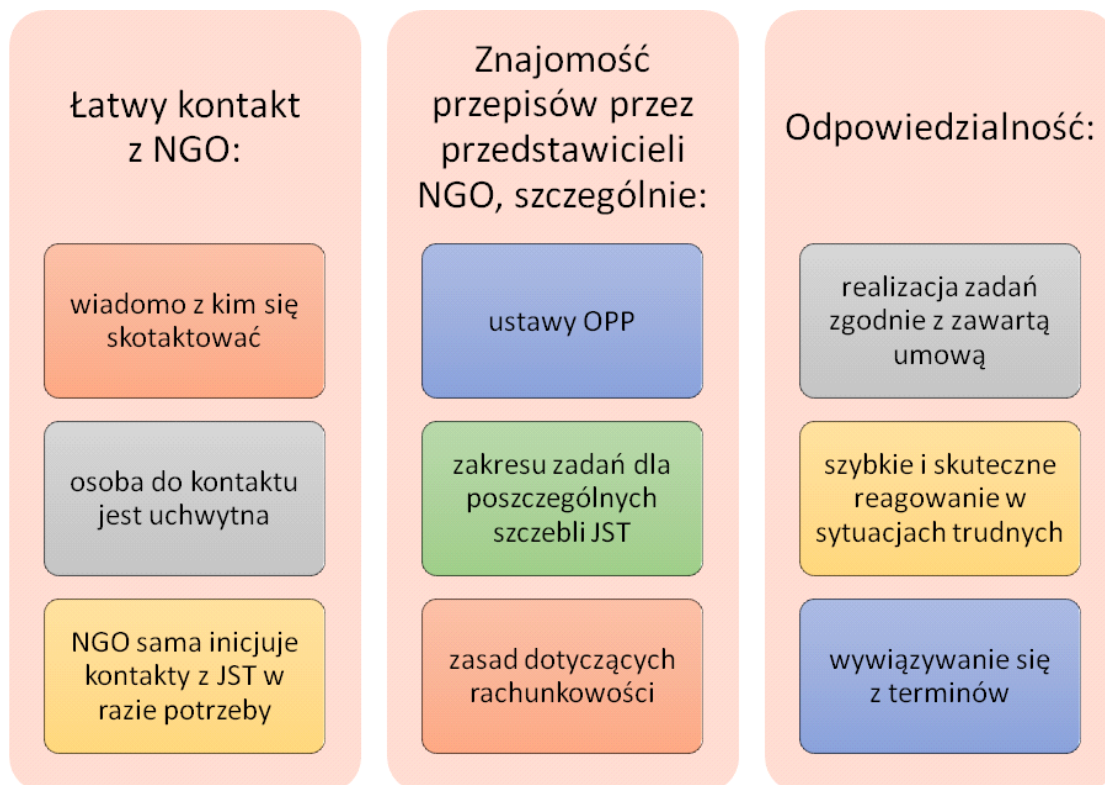 Łatwy kontakt
z NGO:
wiadomo z kim się
skotaktować
osoba do kontaktu
jest uchwytna
NGO sama inicjuje
kontakty z JST w
razie potrzeby
Znajomość
przepisów przez
przedstawicieli
NGO, szczególnie:
ustawy OPP
zakresu zadań dla
poszczególnych
szczebli JST
zasad dotyczących
rachunkowości
Odpowiedzialność:
realizacja zadań
zgodnie z zawartą
umową
szybkie i skuteczne
reagowanie w
sytuacjach trudnych
wywiązywanie się
z terminów